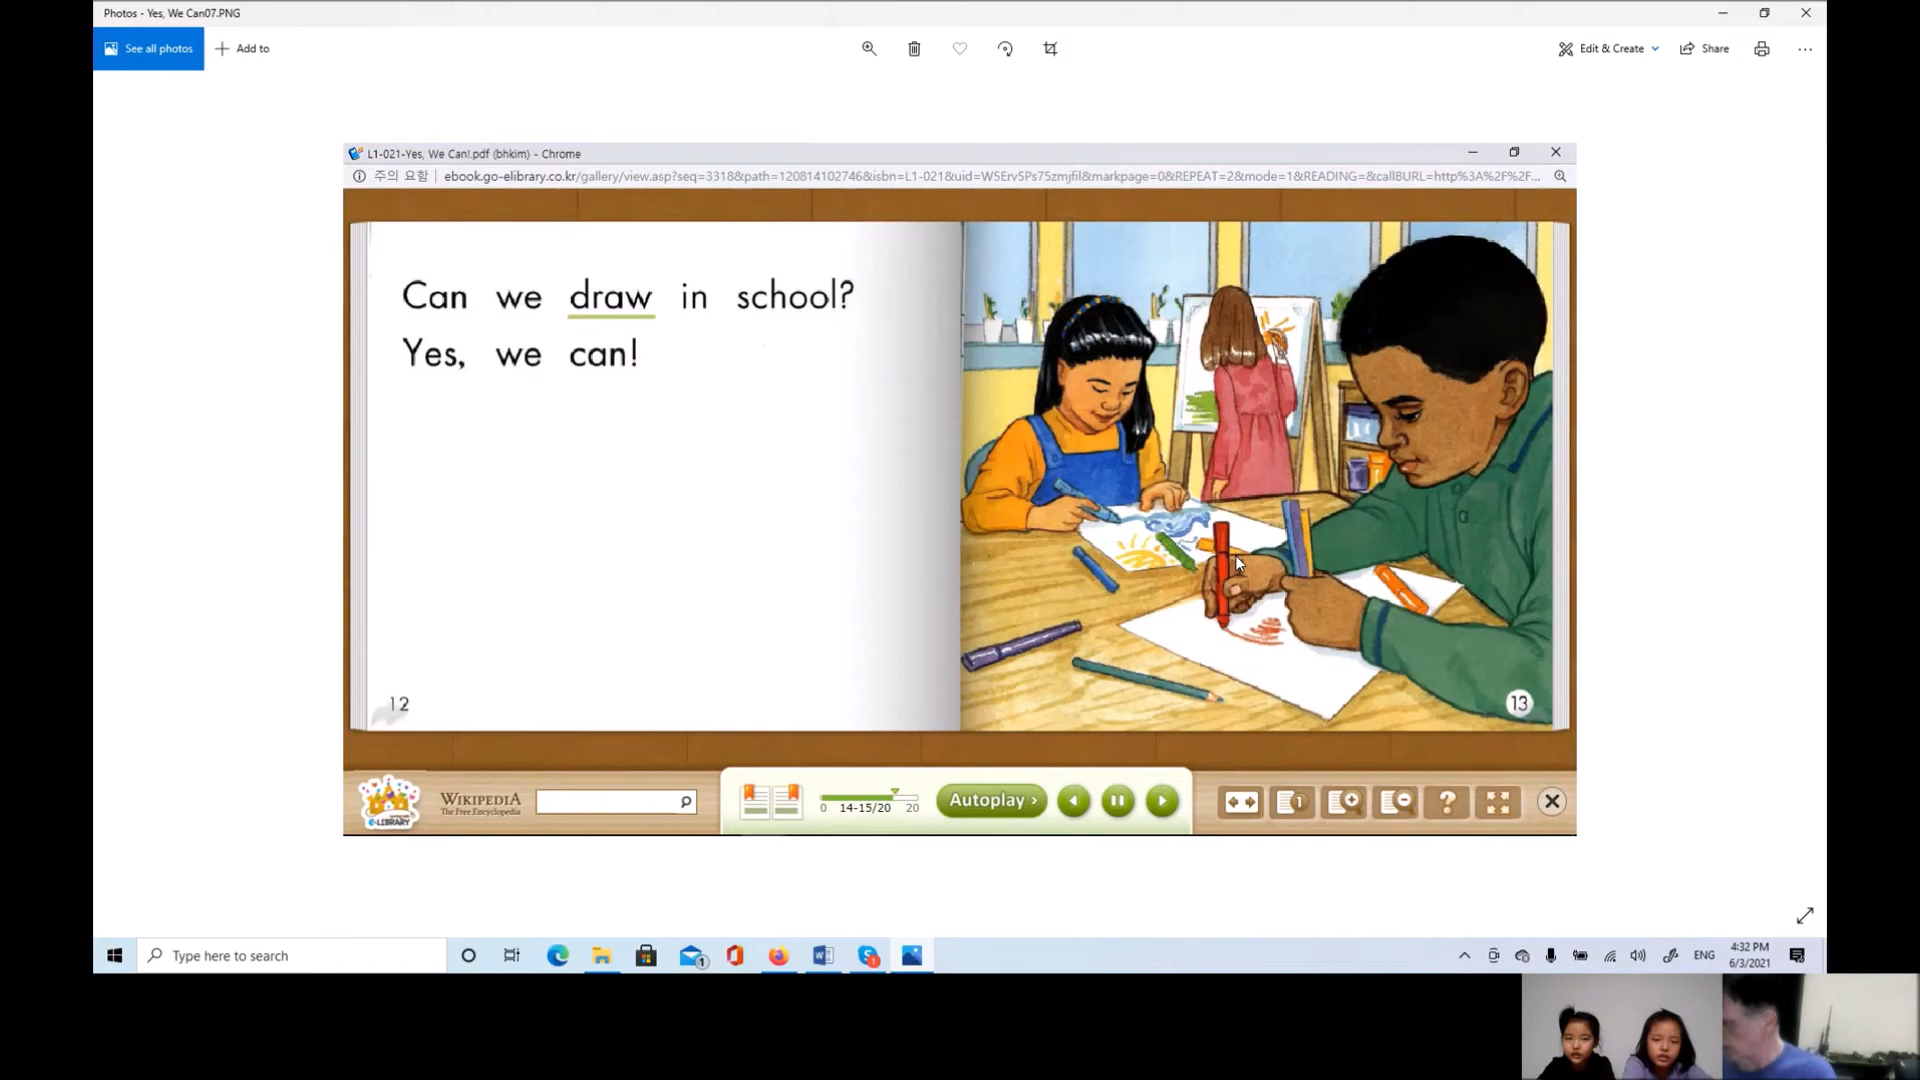 Photos - Yes, We Can07.PNG
See all photos
Add to
Edit & Create
Share
L1-021-Yes, We Can!.pdf (bhkim) - Chrome
주의 요함
ebook.go-elibrary.co.kr/gallery/view.asp?seq=3318&path=120814102746&isbn=L1-021&uid=W5Erv5Ps75zmjfil&markpage=0&REPEAT=2&mode=1&READING=&callBURL=http%3A%2F%2F...
Can we draw in school?
Yes, we can!
12
13
e-LIBRARY
WIKIPEDIA
The Free Encyclopedia
0 14-15/20 20
Autoplay ›
1
?
Type here to search
1
1
ENG
4:32 PM
6/3/2021